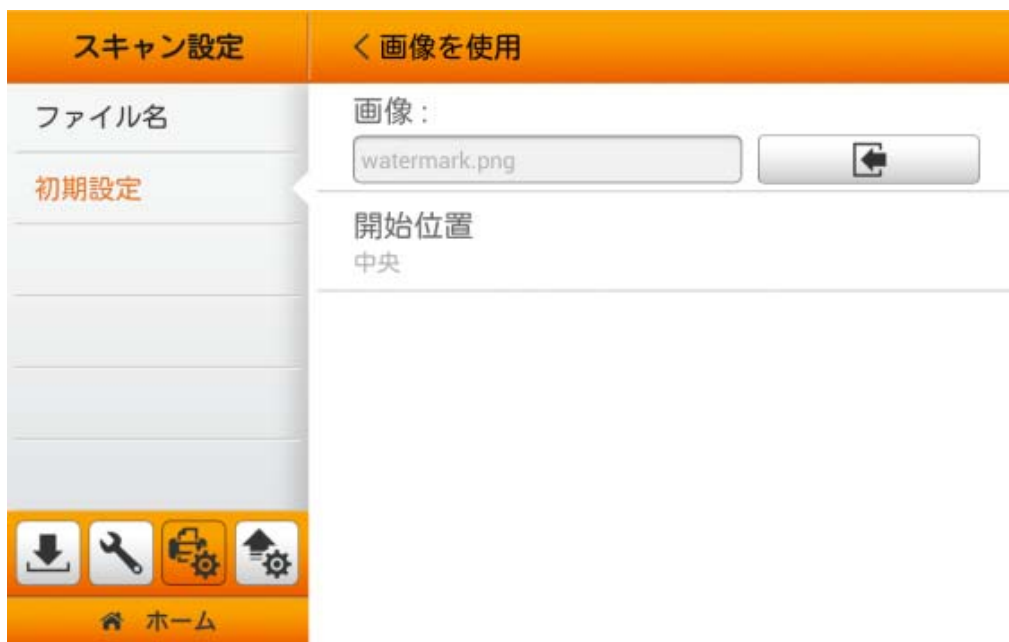 スキャン設定
ファイル名
初期設定
ホーム
く画像を使用
画像 :
watermark.png
開始位置
中央